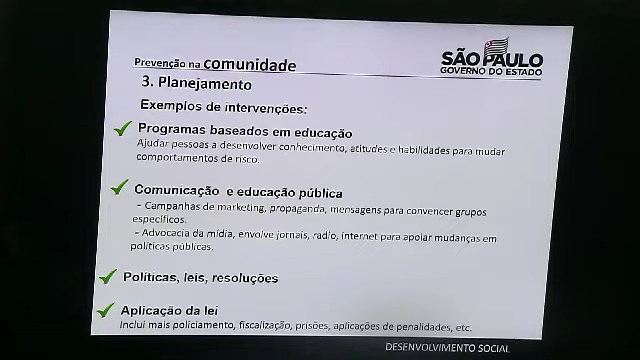 Prevenção na comunidade
SÃO PAULO
GOVERNO DO ESTADO
3. Planejamento
Exemplos de intervenções:
Programas baseados em educação
Ajudar pessoas a desenvolver conhecimento, atitudes e habilidades para mudar
comportamentos de risco.
Comunicação e educação pública
- Campanhas de marketing, propaganda, mensagens para convencer grupos
específicos.
- Advocacia da mídia, envolve jornais, radio, internet para apoiar mudanças em
políticas públicas.
Políticas, leis, resoluções
Aplicação da lei
Inclui mais policiamento, fiscalização, prisões, aplicações de penalidades, etc.
DESENVOLVIMENTO SOCIAL